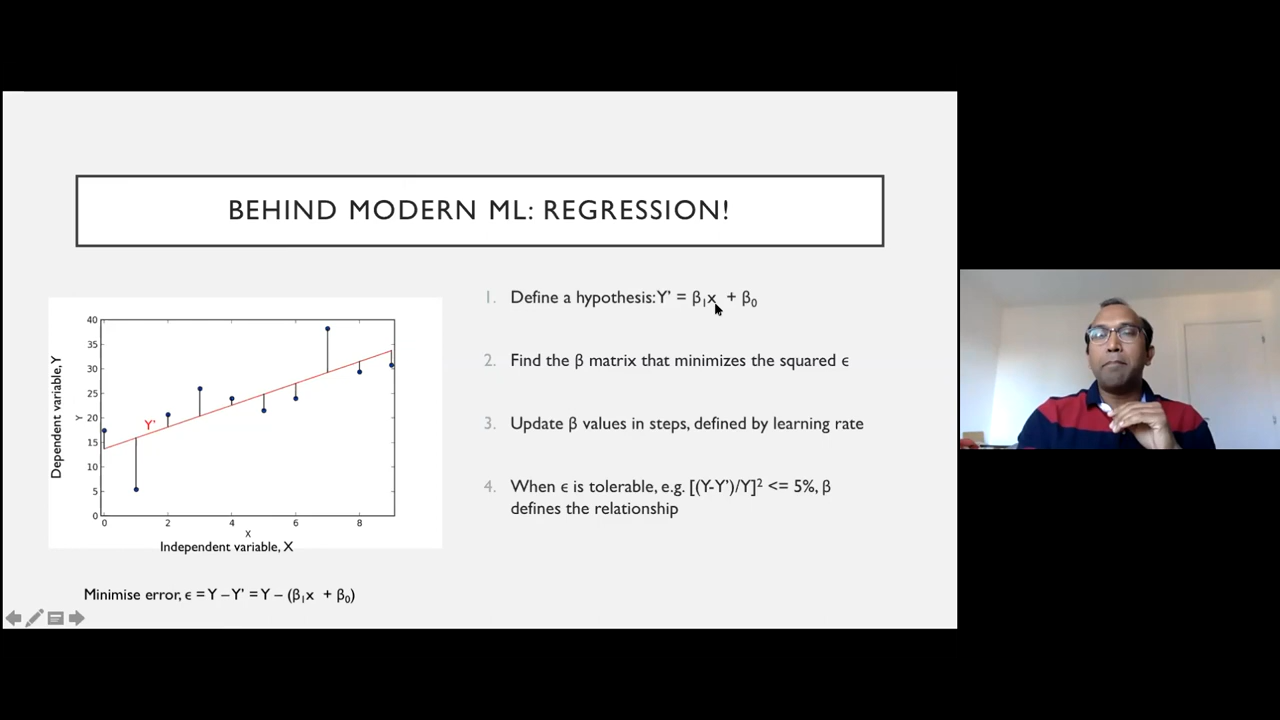 BEHIND MODERN ML: REGRESSION!
1. Define a hypothesis: Y' = β₁x + β₀
2. Find the β matrix that minimizes the squared ϵ
3. Update β values in steps, defined by learning rate
4. When ϵ is tolerable, e.g. [(Y-Y')/Y]² <= 5%, β
defines the relationship
Dependent variable, Y
Y
40
35
30
25
20
15
10
5
0
Y'
0 2 4 6 8
X
Independent variable, X
Minimise error, ϵ = Y – Y' = Y – (β₁x + β₀)